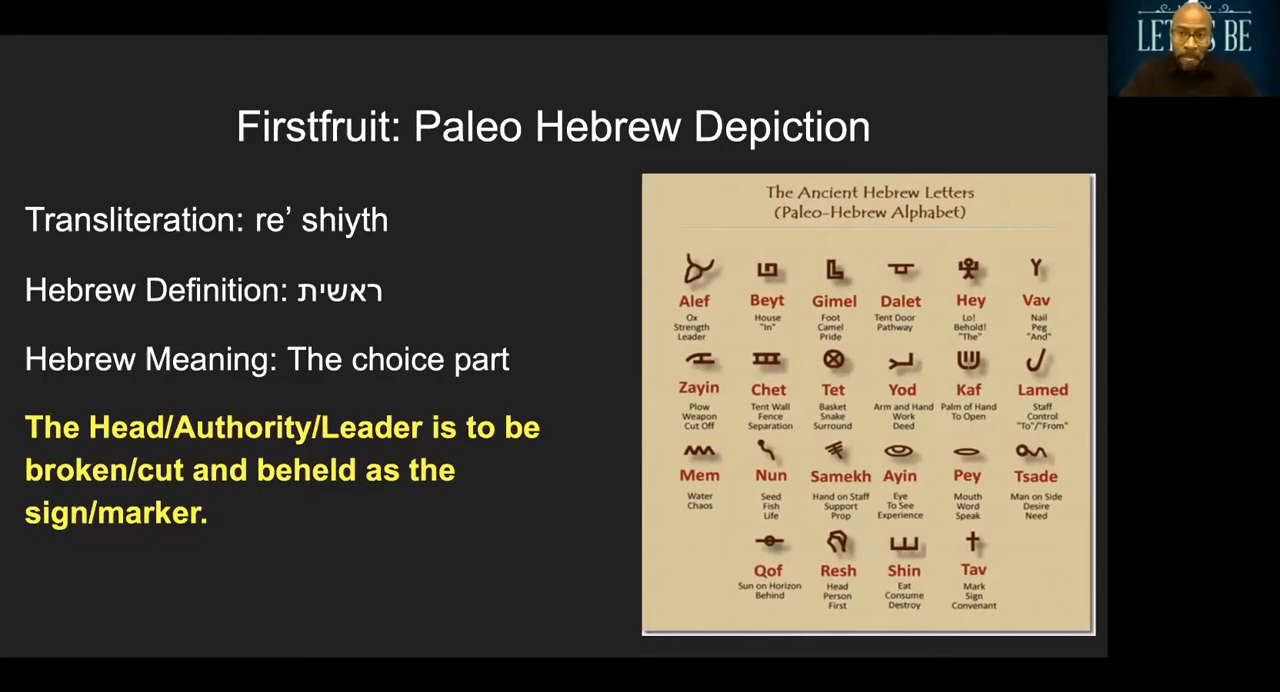 LET'S BE
Firstfruit: Paleo Hebrew Depiction
Transliteration: re’ shiyth
Hebrew Definition: ראשית
Hebrew Meaning: The choice part
The Head/Authority/Leader is to be
broken/cut and beheld as the
sign/marker.
The Ancient Hebrew Letters
(Paleo-Hebrew Alphabet)
Alef Beyt Gimel Dalet Hey Vav
Ox House Foot Tent Door Lo! Nail
Strength "In" Camel Pathway Behold! Peg
Leader Pride "The" "And"
Zayin Chet Tet Yod Kaf Lamed
Plow Tent Wall Basket Arm and Hand Palm of Hand Staff
Weapon Fence Snake Work To Open Control
Cut Off Separation Surround Deed "To"/"From"
Mem Nun Samekh Ayin Pey Tsade
Water Seed Hand on Staff Eye Mouth Man on Side
Chaos Fish Support To See Word Desire
Life Prop Experience Speak Need
Qof Resh Shin Tav
Sun on Horizon Head Eat Mark
Behind Person Consume Sign
First Destroy Convenant